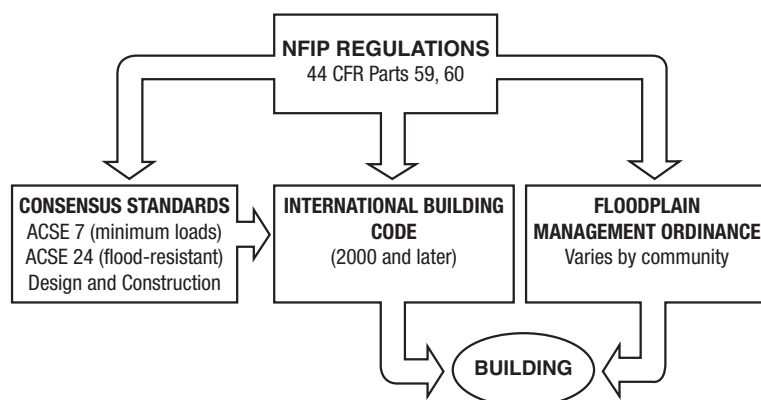 NFIP REGULATIONS
44 CFR Parts 59, 60
CONSENSUS STANDARDS
ACSE 7 (minimum loads)
ACSE 24 (flood-resistant)
Design and Construction
INTERNATIONAL BUILDING
CODE
(2000 and later)
FLOODPLAIN
MANAGEMENT ORDINANCE
Varies by community
BUILDING